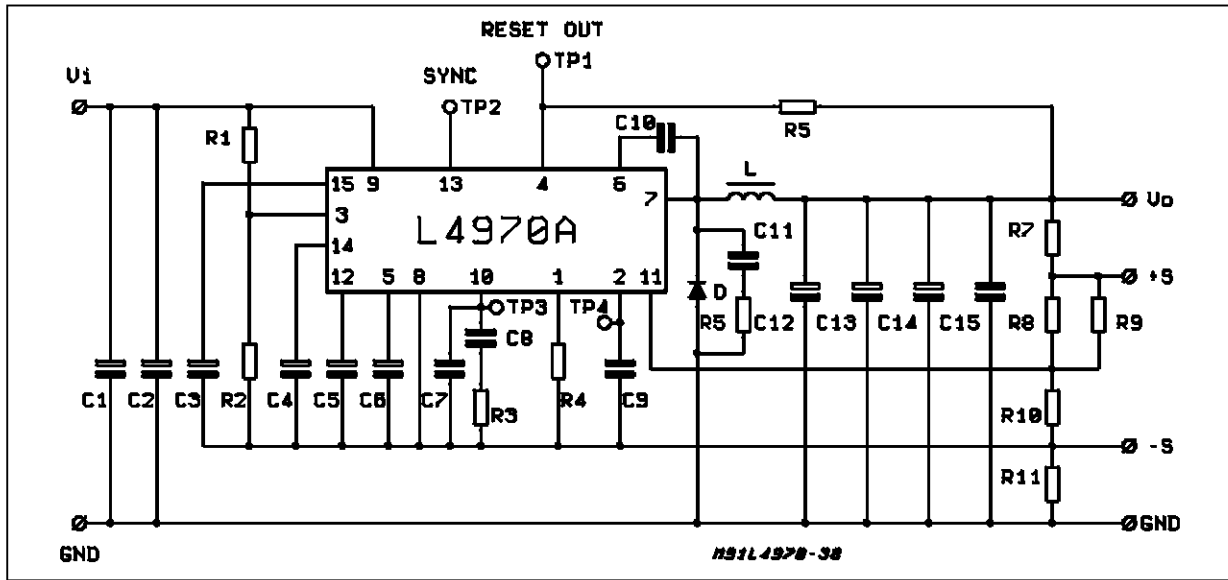 RESET OUT
TP1
Vi
SYNC
TP2
C10
R5
R1
L
15 9 13 4 6
7
Vo
3
L4970A
C11
R7
14
12 5 8 10 1 2 11
+S
TP3 TP4
D
R5
C12 C13 C14 C15 R8 R9
C8
C1 C2 C3 R2 C4 C5 C6 C7 R3 R4 C9
R10
-S
R11
GND
GND
M91L4970-38